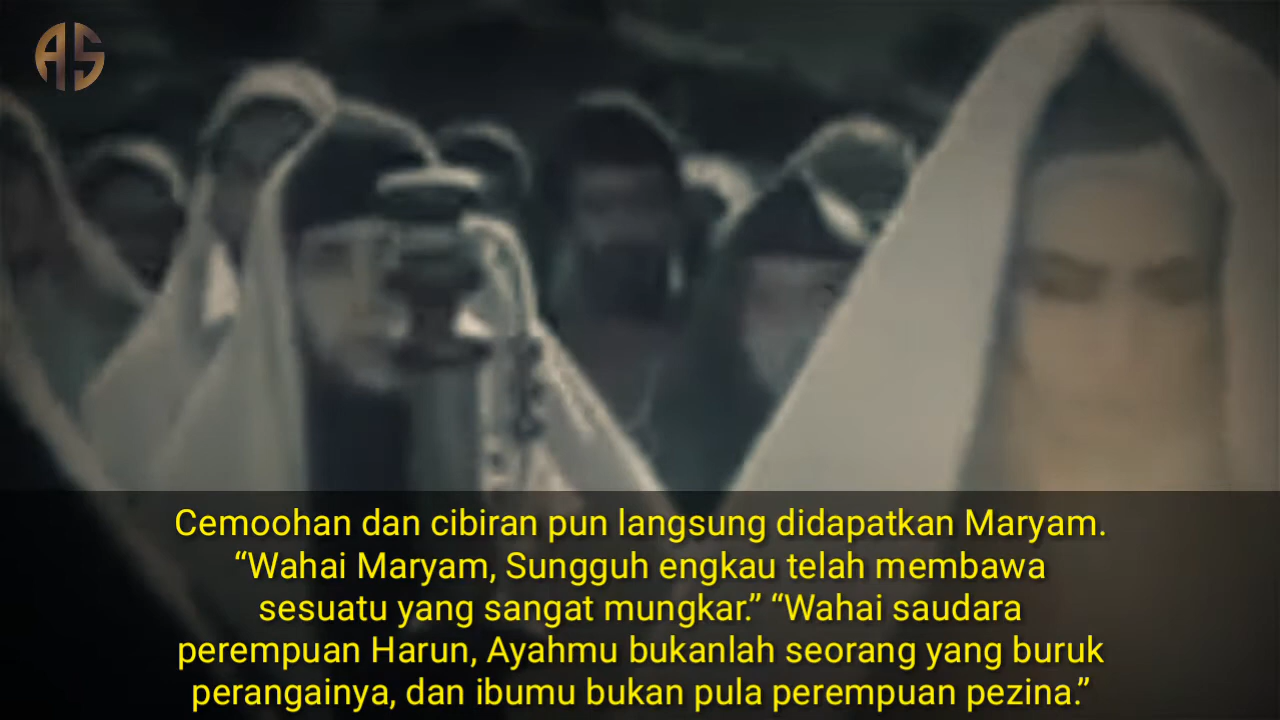 AS
Cemoohan dan cibiran pun langsung didapatkan Maryam.
“Wahai Maryam, Sungguh engkau telah membawa
sesuatu yang sangat mungkar.” “Wahai saudara
perempuan Harun, Ayahmu bukanlah seorang yang buruk
perangainya, dan ibumu bukan pula perempuan pezina.”